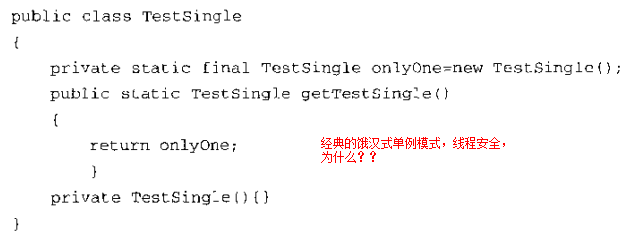 public class TestSingle
{
private static final TestSingle onlyOne=new TestSingle();
public static TestSingle getTestSingle()
{
return onlyOne;
经典的饿汉式单例模式，线程安全，
为什么？？
}
private TestSingle(){}
}